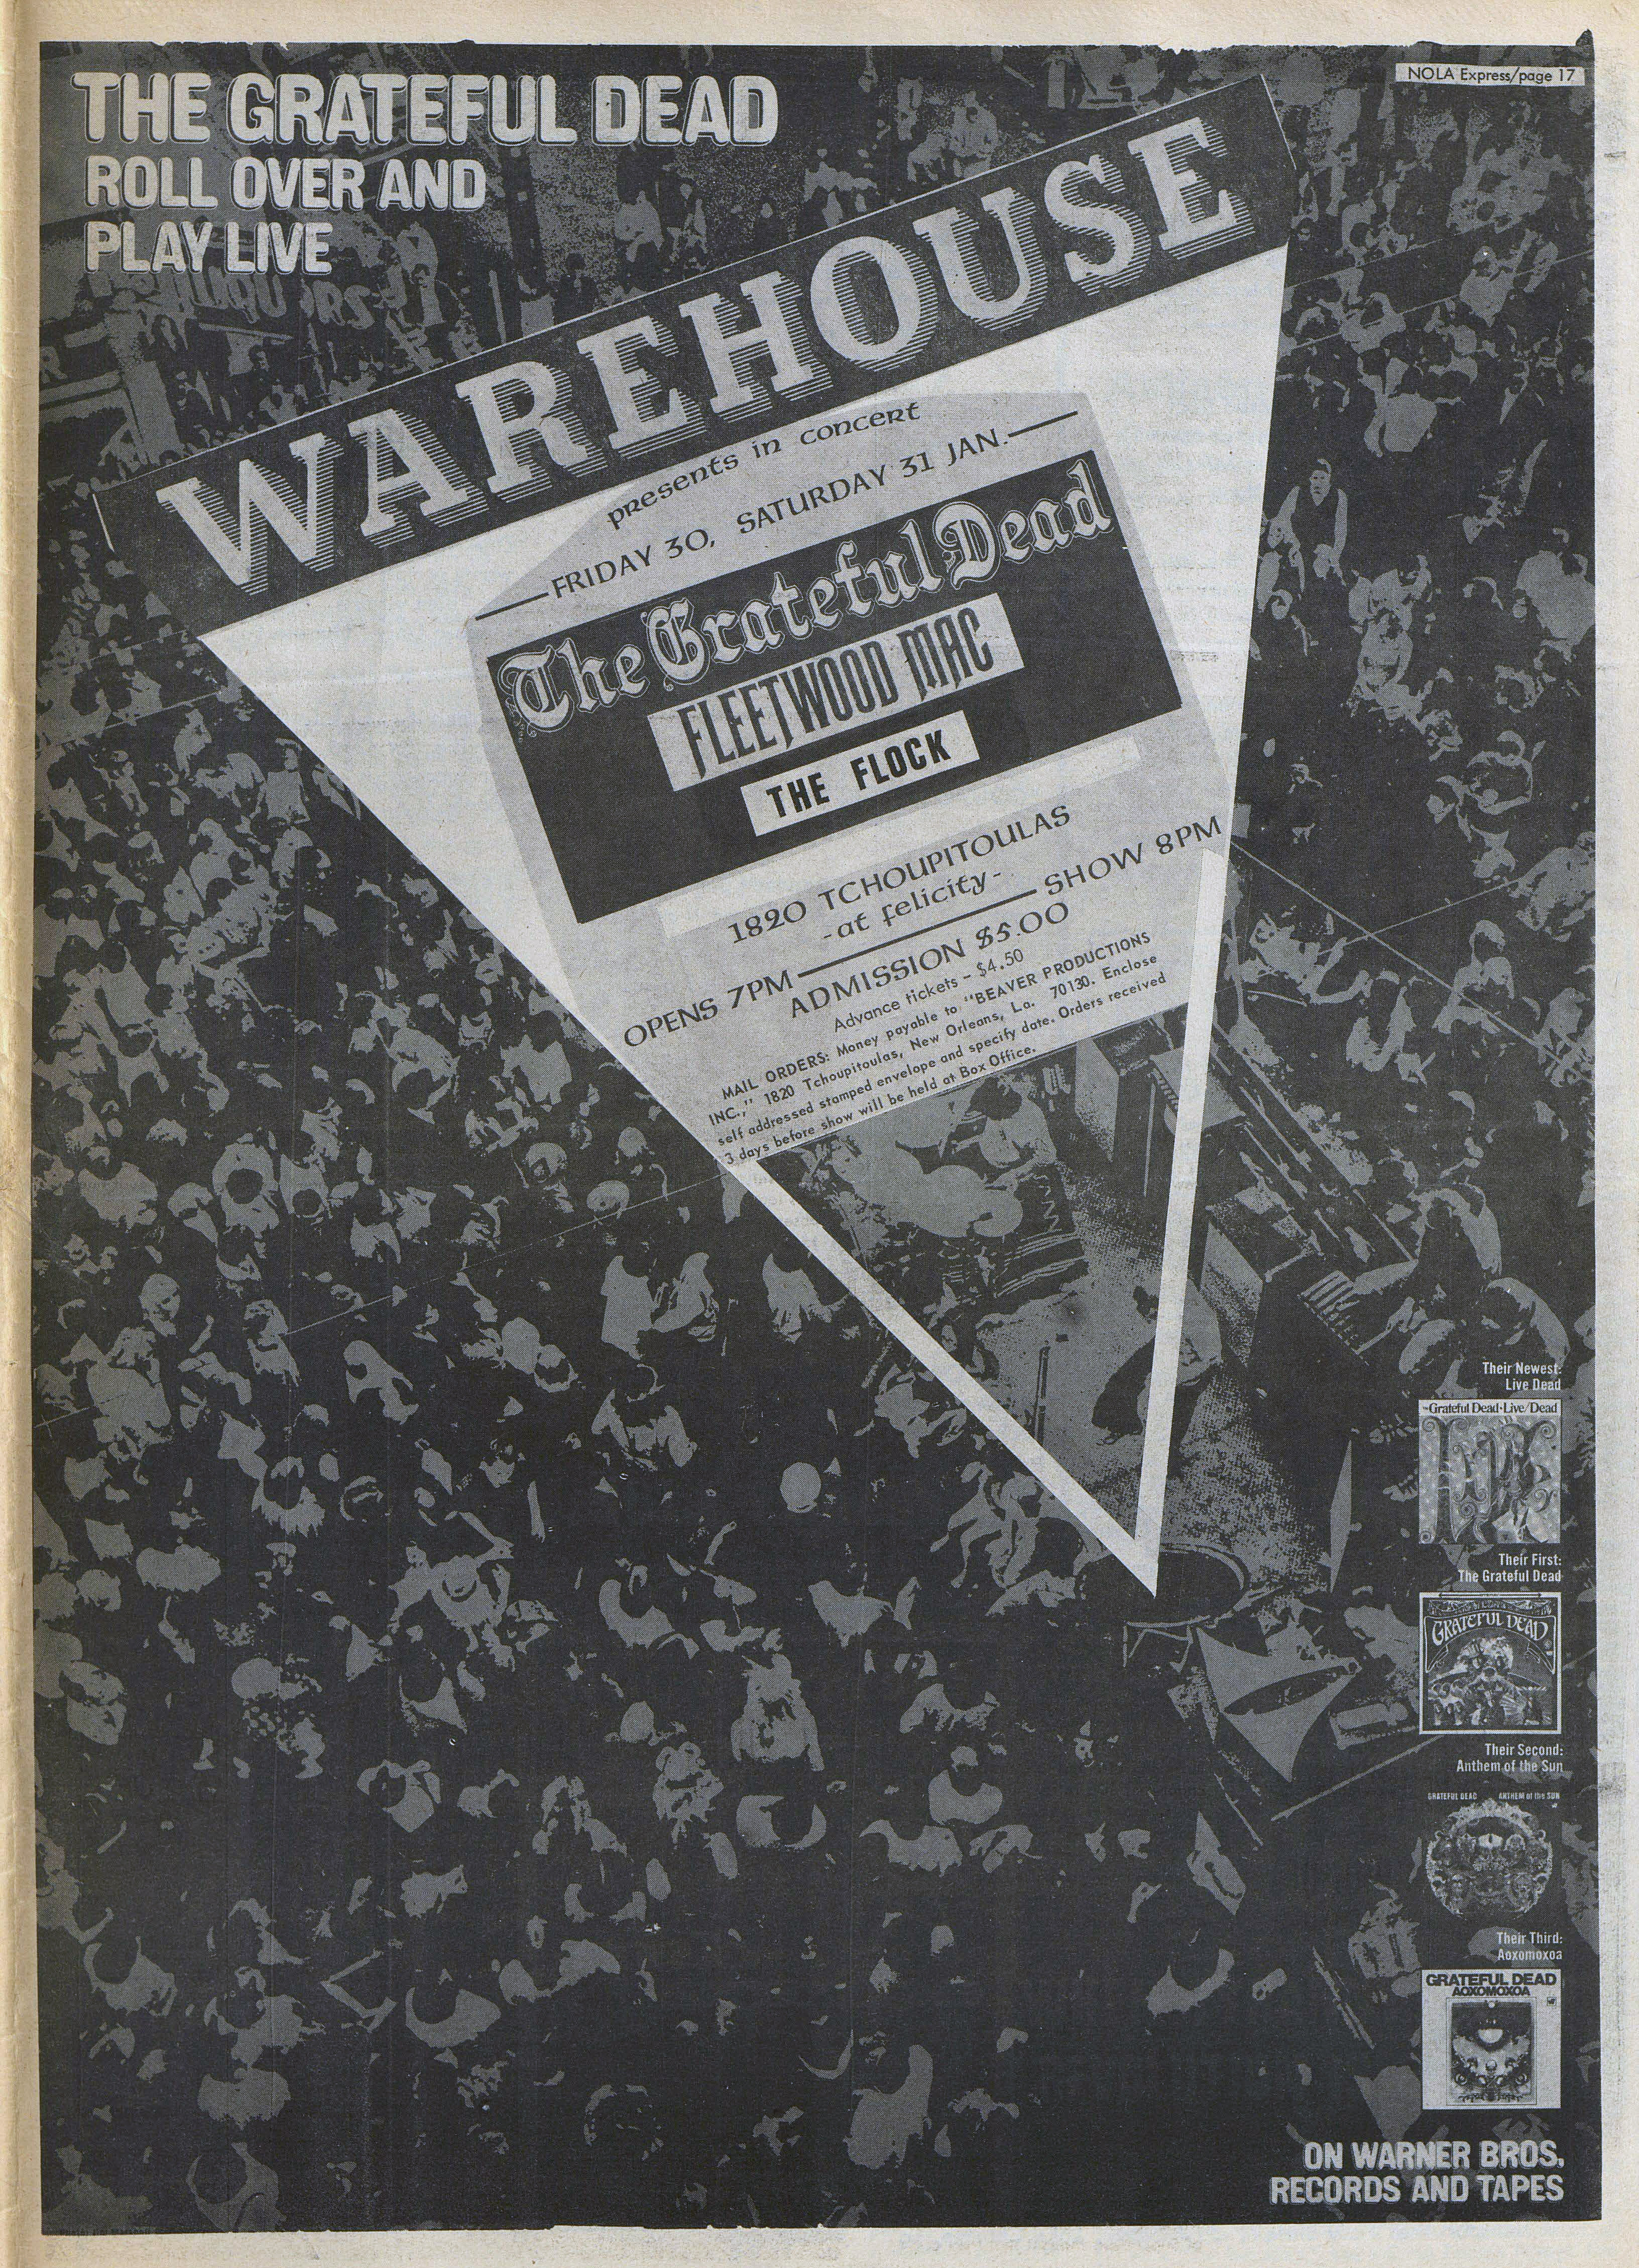 NOLA Express/page 17
THE GRATEFUL DEAD
ROLL OVER AND
PLAY LIVE
LIQUORS
WAREHOUSE
presents in concert
FRIDAY 30, SATURDAY 31 JAN.
The Grateful Dead
FLEETWOOD MAC
THE FLOCK
1820 TCHOUPITOULAS
-at felicity-
OPENS 7PM SHOW 8PM
ADMISSION $5.00
Advance tickets - $4.50
MAIL ORDERS: Money payable to "BEAVER PRODUCTIONS
INC.," 1820 Tchoupitoulas, New Orleans, La. 70130. Enclose
self addressed stamped envelope and specify date. Orders received
3 days before show will be held at Box Office.
Their Newest:
Live Dead
The Grateful Dead • Live/Dead
Their First:
The Grateful Dead
GRATEFUL DEAD
Their Second:
Anthem of the Sun
GRATEFUL DEAD ANTHEM of the SUN
Their Third:
Aoxomoxoa
GRATEFUL DEAD
AOXOMOXOA
ON WARNER BROS.
RECORDS AND TAPES